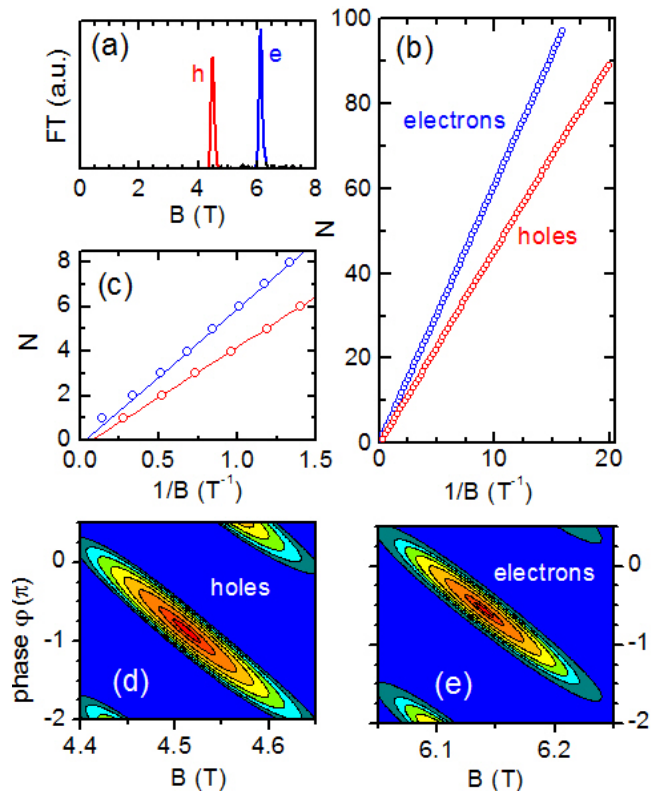 (a)
h
e
FT (a.u.)
0 2 4 6 8
B (T)
(b)
electrons
holes
N
100
80
60
40
20
0
0 10 20
1/B (T⁻¹)
(c)
N
8
6
4
2
0
0.0 0.5 1.0 1.5
1/B (T⁻¹)
holes
(d)
phase φ(π)
0
-1
-2
4.4 4.5 4.6
B (T)
electrons
(e)
0
-1
-2
6.1 6.2
B (T)